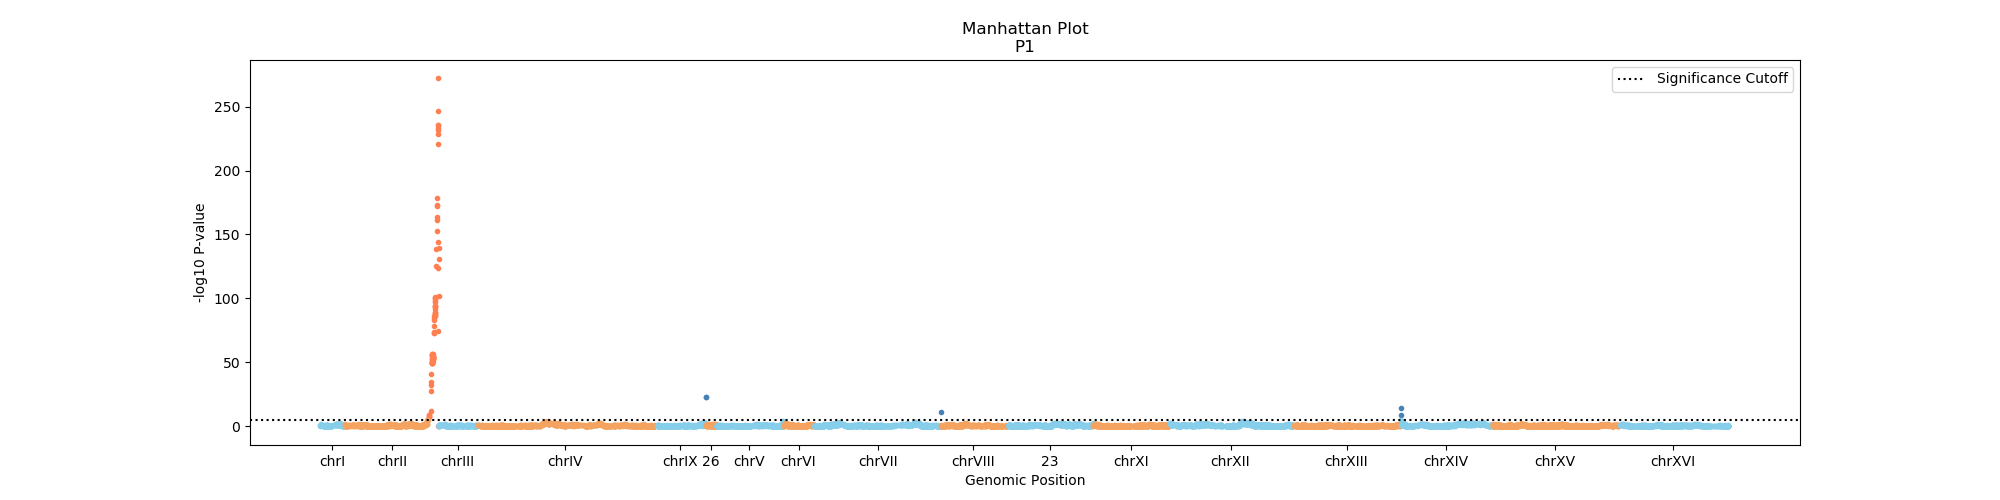 Manhattan Plot
P1
Significance Cutoff
-log10 P-value
250
200
150
100
50
0
chrI chrII chrIII chrIV chrIX 26 chrV chrVI chrVII chrVIII 23 chrXI chrXII chrXIII chrXIV chrXV chrXVI
Genomic Position